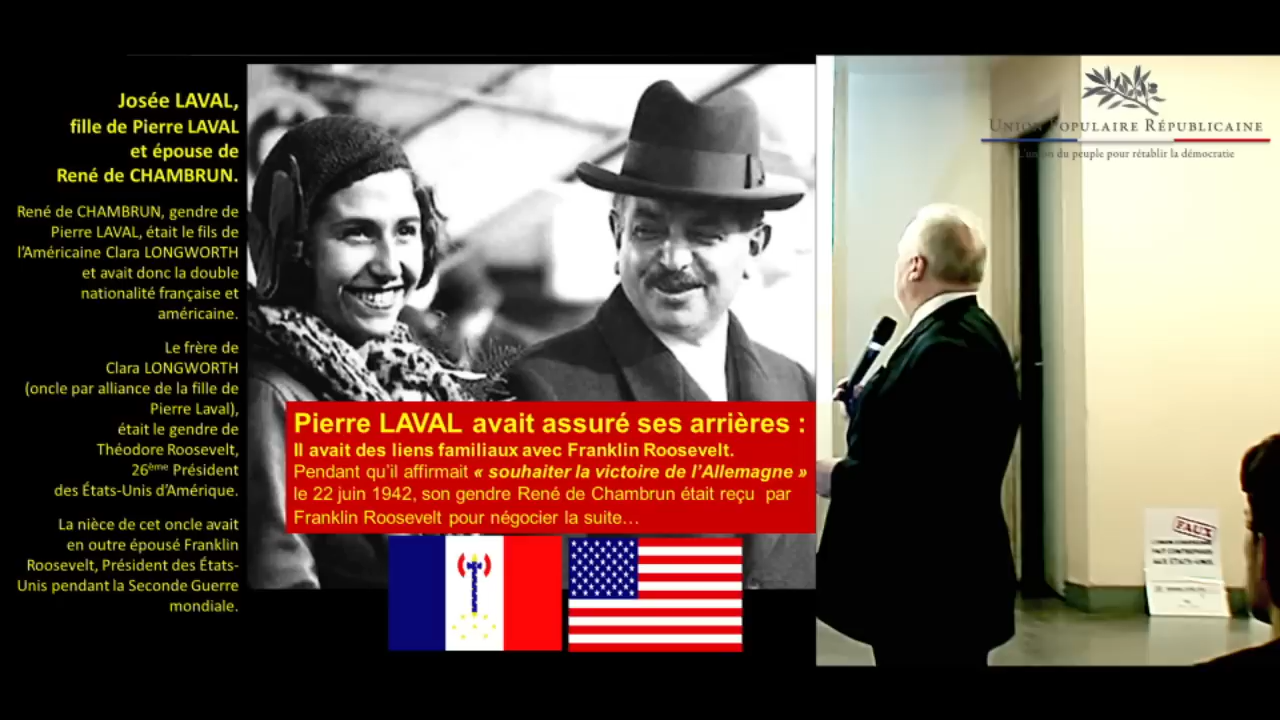 Josée LAVAL,
fille de Pierre LAVAL
et épouse de
René de CHAMBRUN.
René de CHAMBRUN, gendre de
Pierre LAVAL, était le fils de
l'Américaine Clara LONGWORTH
et avait donc la double
nationalité française et
américaine.
Le frère de
Clara LONGWORTH
(oncle par alliance de la fille de
Pierre Laval),
était le gendre de
Théodore Roosevelt,
26ème Président
des États-Unis d'Amérique.
La nièce de cet oncle avait
en outre épousé Franklin
Roosevelt, Président des États-
Unis pendant la Seconde Guerre
mondiale.
Pierre LAVAL avait assuré ses arrières :
Il avait des liens familiaux avec Franklin Roosevelt.
Pendant qu'il affirmait « souhaiter la victoire de l'Allemagne »
le 22 juin 1942, son gendre René de Chambrun était reçu par
Franklin Roosevelt pour négocier la suite…
UNION POPULAIRE RÉPUBLICAINE
L'union du peuple pour rétablir la démocratie
FAUX
AUX ÉTATS-UNIS